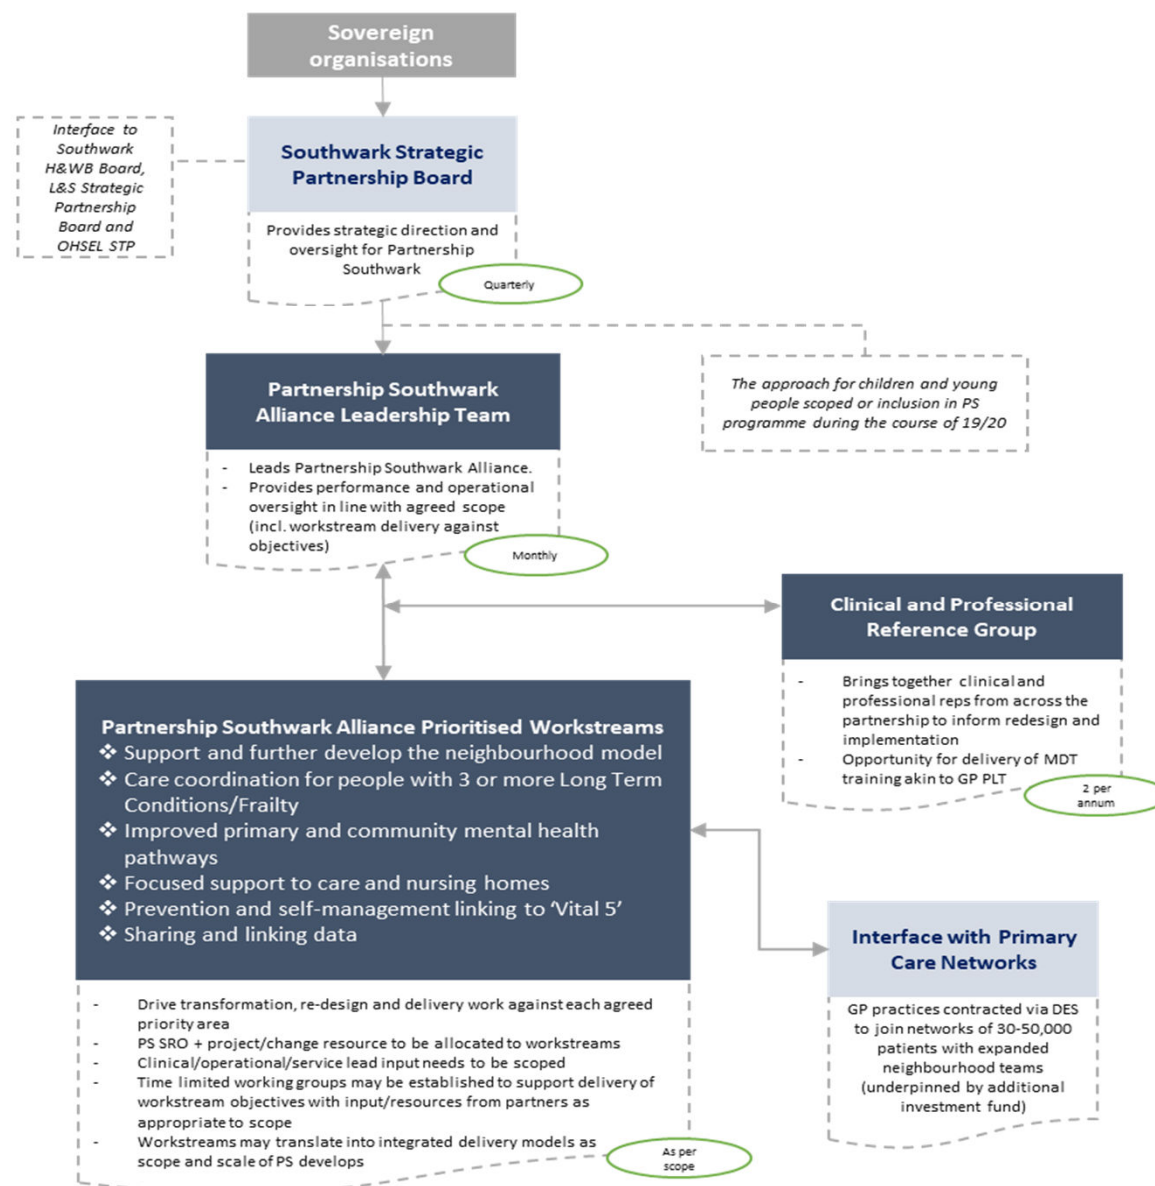 Sovereign
organisations
Interface to
Southwark
H&WB Board,
L&S Strategic
Partnership
Board and
OHSEL STP
Southwark Strategic
Partnership Board
Provides strategic direction and
oversight for Partnership
Southwark
Quarterly
Partnership Southwark
Alliance Leadership Team
- Leads Partnership Southwark Alliance.
- Provides performance and operational
oversight in line with agreed scope
(incl. workstream delivery against
objectives)
Monthly
The approach for children and young
people scoped or inclusion in PS
programme during the course of 19/20
Clinical and Professional
Reference Group
- Brings together clinical and
professional reps from across the
partnership to inform redesign and
implementation
- Opportunity for delivery of MDT
training akin to GP PLT
2 per
annum
Partnership Southwark Alliance Prioritised Workstreams
❖ Support and further develop the neighbourhood model
❖ Care coordination for people with 3 or more Long Term
Conditions/Frailty
❖ Improved primary and community mental health
pathways
❖ Focused support to care and nursing homes
❖ Prevention and self-management linking to ‘Vital 5’
❖ Sharing and linking data
- Drive transformation, re-design and delivery work against each agreed
priority area
- PS SRO + project/change resource to be allocated to workstreams
- Clinical/operational/service lead input needs to be scoped
- Time limited working groups may be established to support delivery of
workstream objectives with input/resources from partners as
appropriate to scope
- Workstreams may translate into integrated delivery models as
scope and scale of PS develops
As per
scope
Interface with Primary
Care Networks
GP practices contracted via DES
to join networks of 30-50,000
patients with expanded
neighbourhood teams
(underpinned by additional
investment fund)